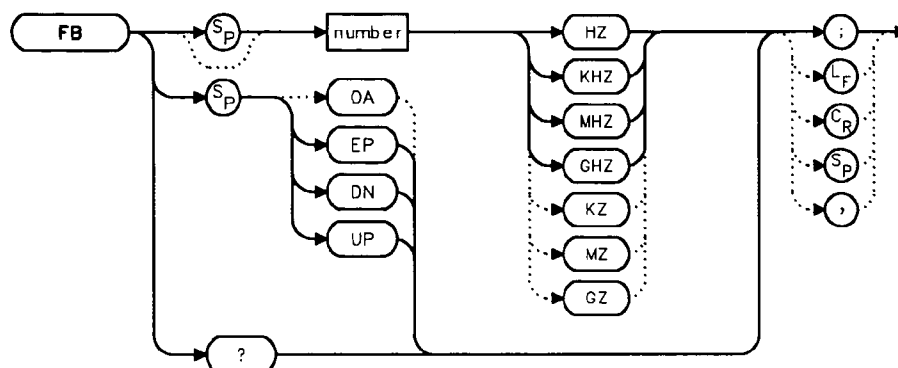 FB
SP
number
HZ
KHZ
MHZ
GHZ
KZ
MZ
GZ
;
LF
CR
SP
,
SP
OA
EP
DN
UP
?